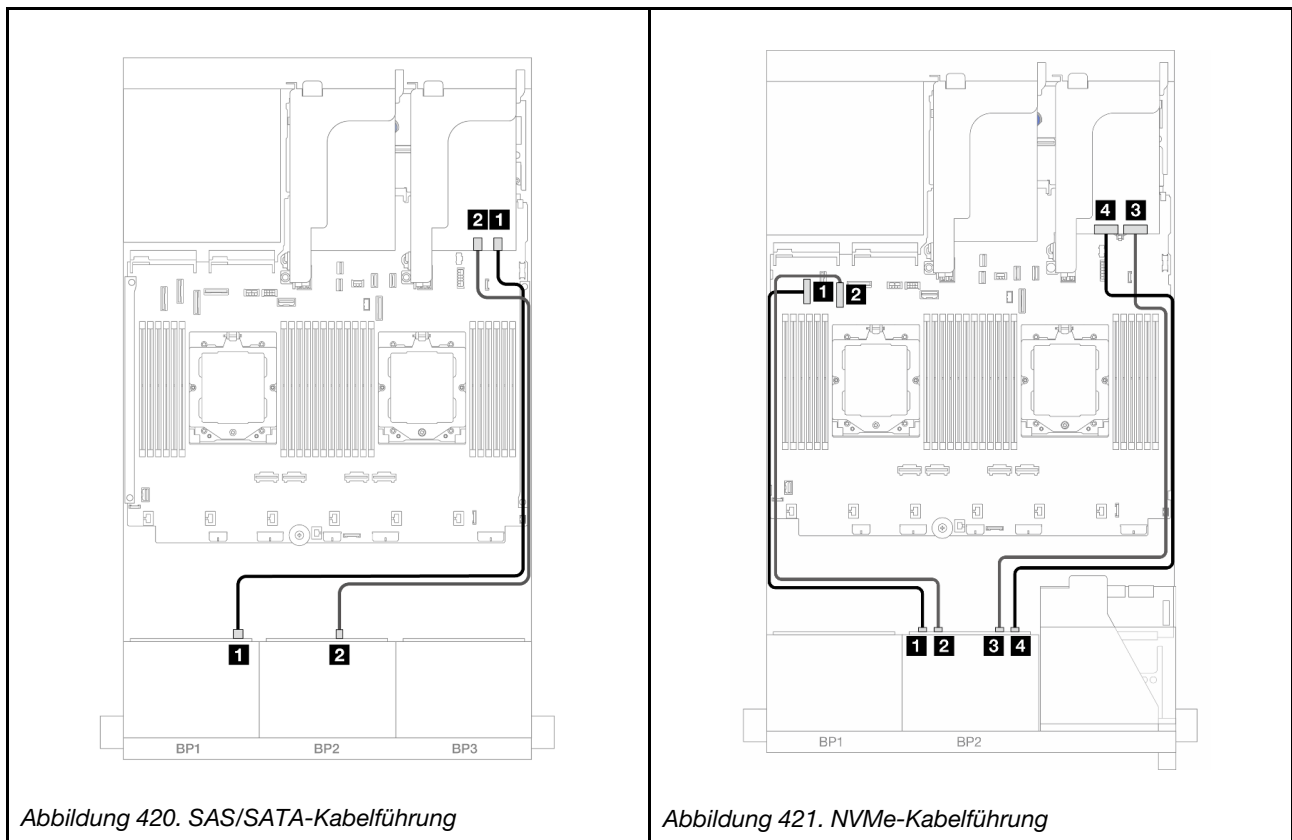 2 1
1 2
BP1 BP2 BP3
Abbildung 420. SAS/SATA-Kabelführung
4 3
1 2
1 2 3 4
BP1 BP2
Abbildung 421. NVMe-Kabelführung